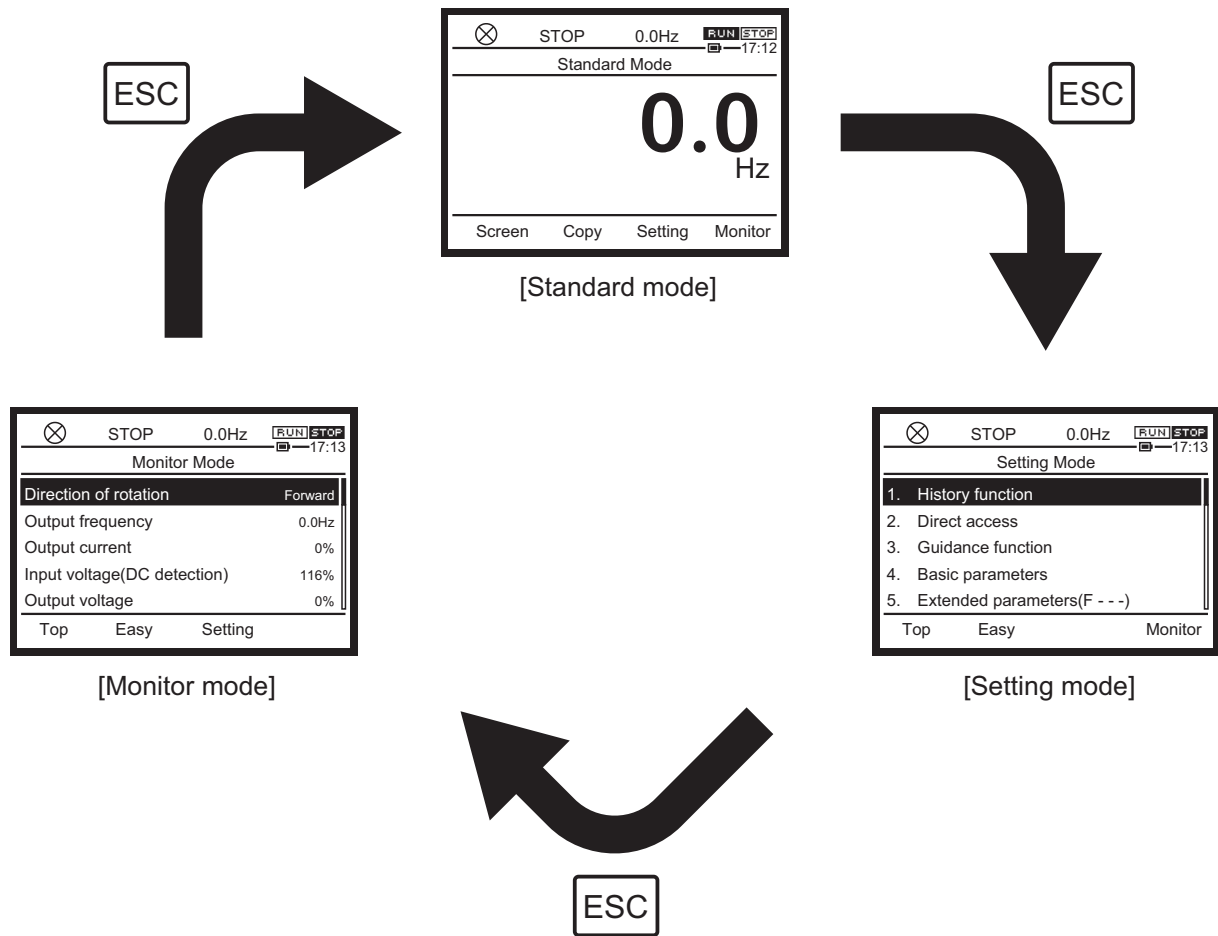 STOP 0.0Hz RUN STOP
17:12
Standard Mode
0.0
Hz
Screen Copy Setting Monitor
[Standard mode]
ESC
ESC
STOP 0.0Hz RUN STOP
17:13
Monitor Mode
Direction of rotation Forward
Output frequency 0.0Hz
Output current 0%
Input voltage(DC detection) 116%
Output voltage 0%
Top Easy Setting
[Monitor mode]
STOP 0.0Hz RUN STOP
17:13
Setting Mode
1. History function
2. Direct access
3. Guidance function
4. Basic parameters
5. Extended parameters(F - - -)
Top Easy Monitor
[Setting mode]
ESC